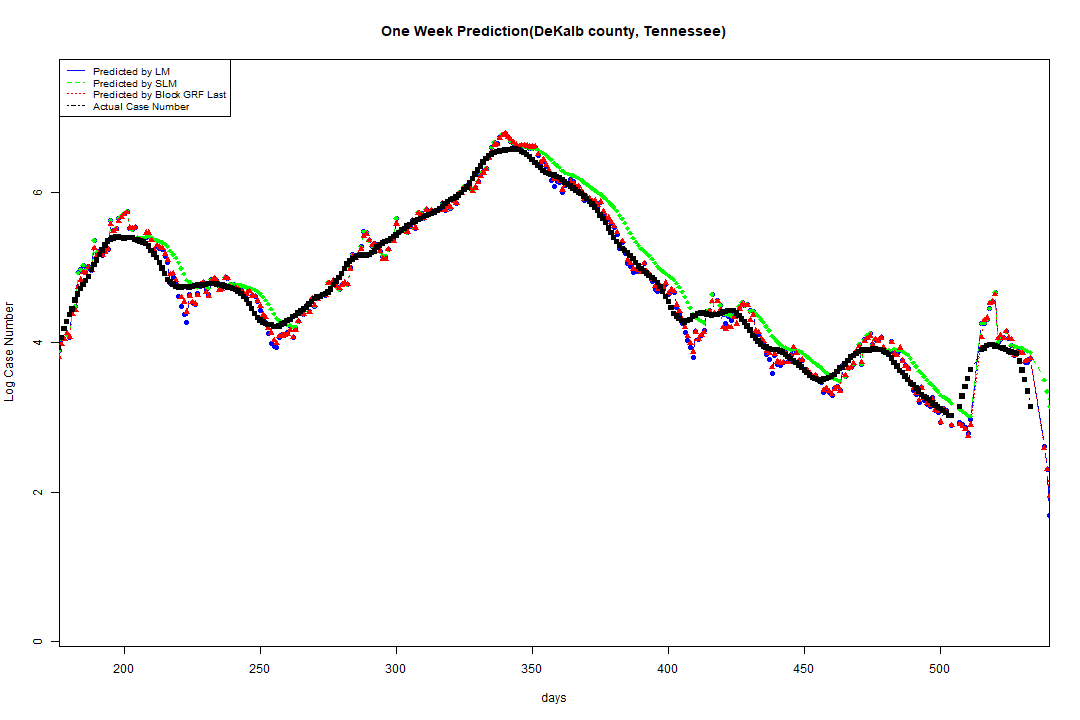 One Week Prediction(DeKalb county, Tennessee)
Predicted by LM
Predicted by SLM
Predicted by Block GRF Last
Actual Case Number
Log Case Number
6
4
2
0
200 250 300 350 400 450 500
days